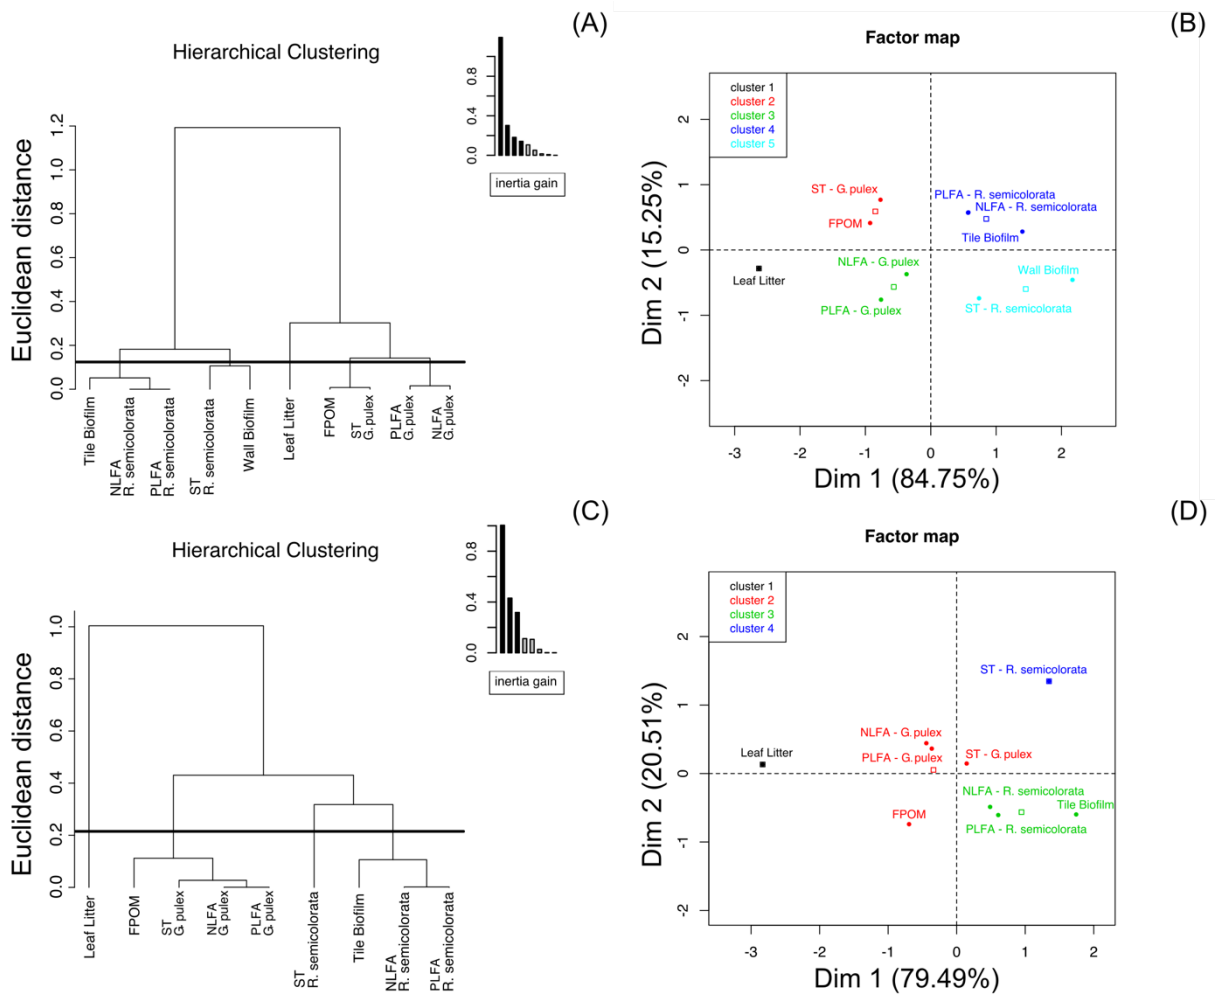 (A)
Hierarchical Clustering
0.0 0.4 0.8
inertia gain
Euclidean distance
0.0 0.2 0.4 0.6 0.8 1.0 1.2
Tile Biofilm
NLFA
R. semicolorata
PLFA
R. semicolorata
ST
R. semicolorata
Wall Biofilm
Leaf Litter
FPOM
ST
G. pulex
PLFA
G. pulex
NLFA
G. pulex
(B)
Factor map
cluster 1
cluster 2
cluster 3
cluster 4
cluster 5
Dim 2 (15.25%)
2
1
0
-1
-2
ST - G. pulex
FPOM
PLFA - R. semicolorata
NLFA - R. semicolorata
Tile Biofilm
NLFA - G. pulex
Leaf Litter
PLFA - G. pulex
Wall Biofilm
ST - R. semicolorata
-3 -2 -1 0 1 2
Dim 1 (84.75%)
(C)
Hierarchical Clustering
0.0 0.4 0.8
inertia gain
Euclidean distance
0.0 0.2 0.4 0.6 0.8 1.0
Leaf Litter
FPOM
ST
G. pulex
NLFA
G. pulex
PLFA
G. pulex
ST
R. semicolorata
Tile Biofilm
NLFA
R. semicolorata
PLFA
R. semicolorata
(D)
Factor map
cluster 1
cluster 2
cluster 3
cluster 4
Dim 2 (20.51%)
2
1
0
-1
-2
ST - R. semicolorata
NLFA - G. pulex
Leaf Litter
PLFA - G. pulex
ST - G. pulex
NLFA - R. semicolorata
Tile Biofilm
FPOM
PLFA - R. semicolorata
-3 -2 -1 0 1 2
Dim 1 (79.49%)